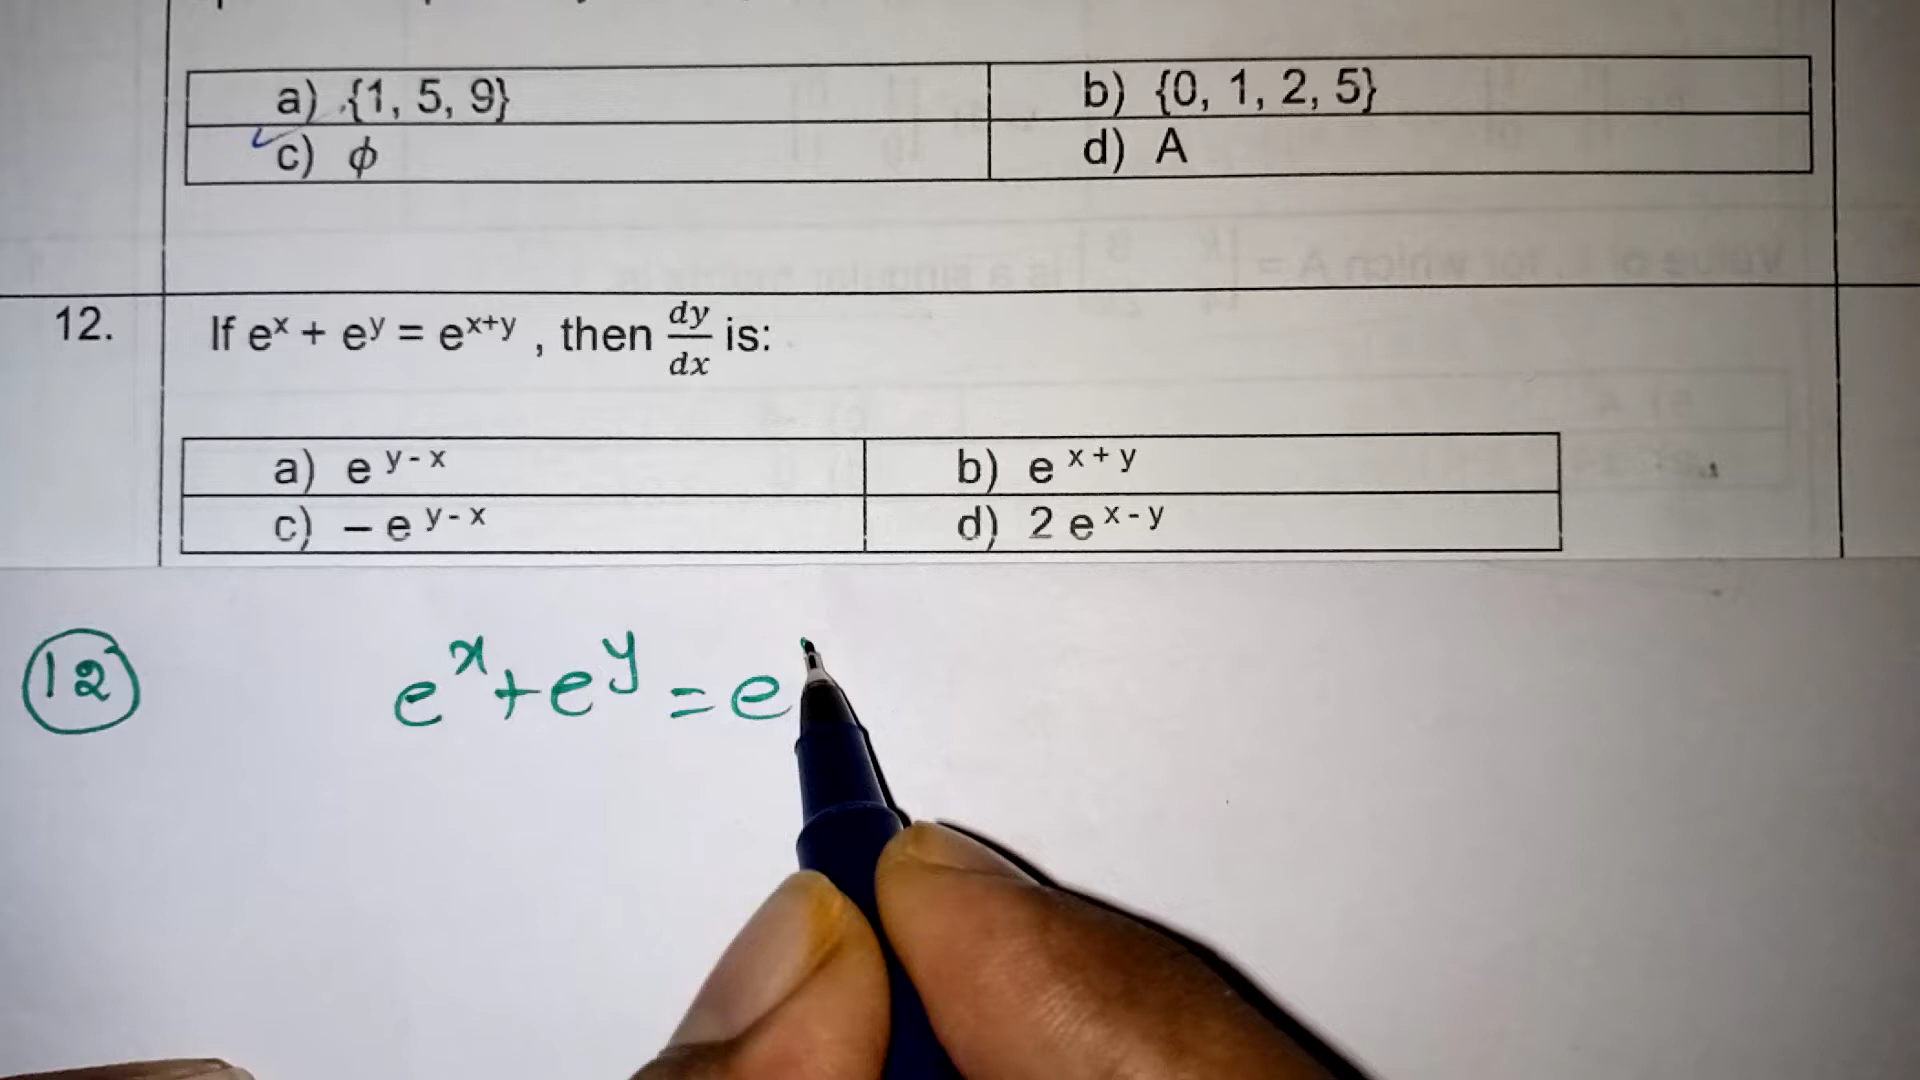 a) {1, 5, 9} b) {0, 1, 2, 5}
c) ϕ d) A
12. If eˣ + eʸ = eˣ⁺ʸ , then dy/dx is:
a) e ʸ⁻ˣ b) e ˣ⁺ʸ
c) – e ʸ⁻ˣ d) 2 e ˣ⁻ʸ
12 eˣ + eʸ = e